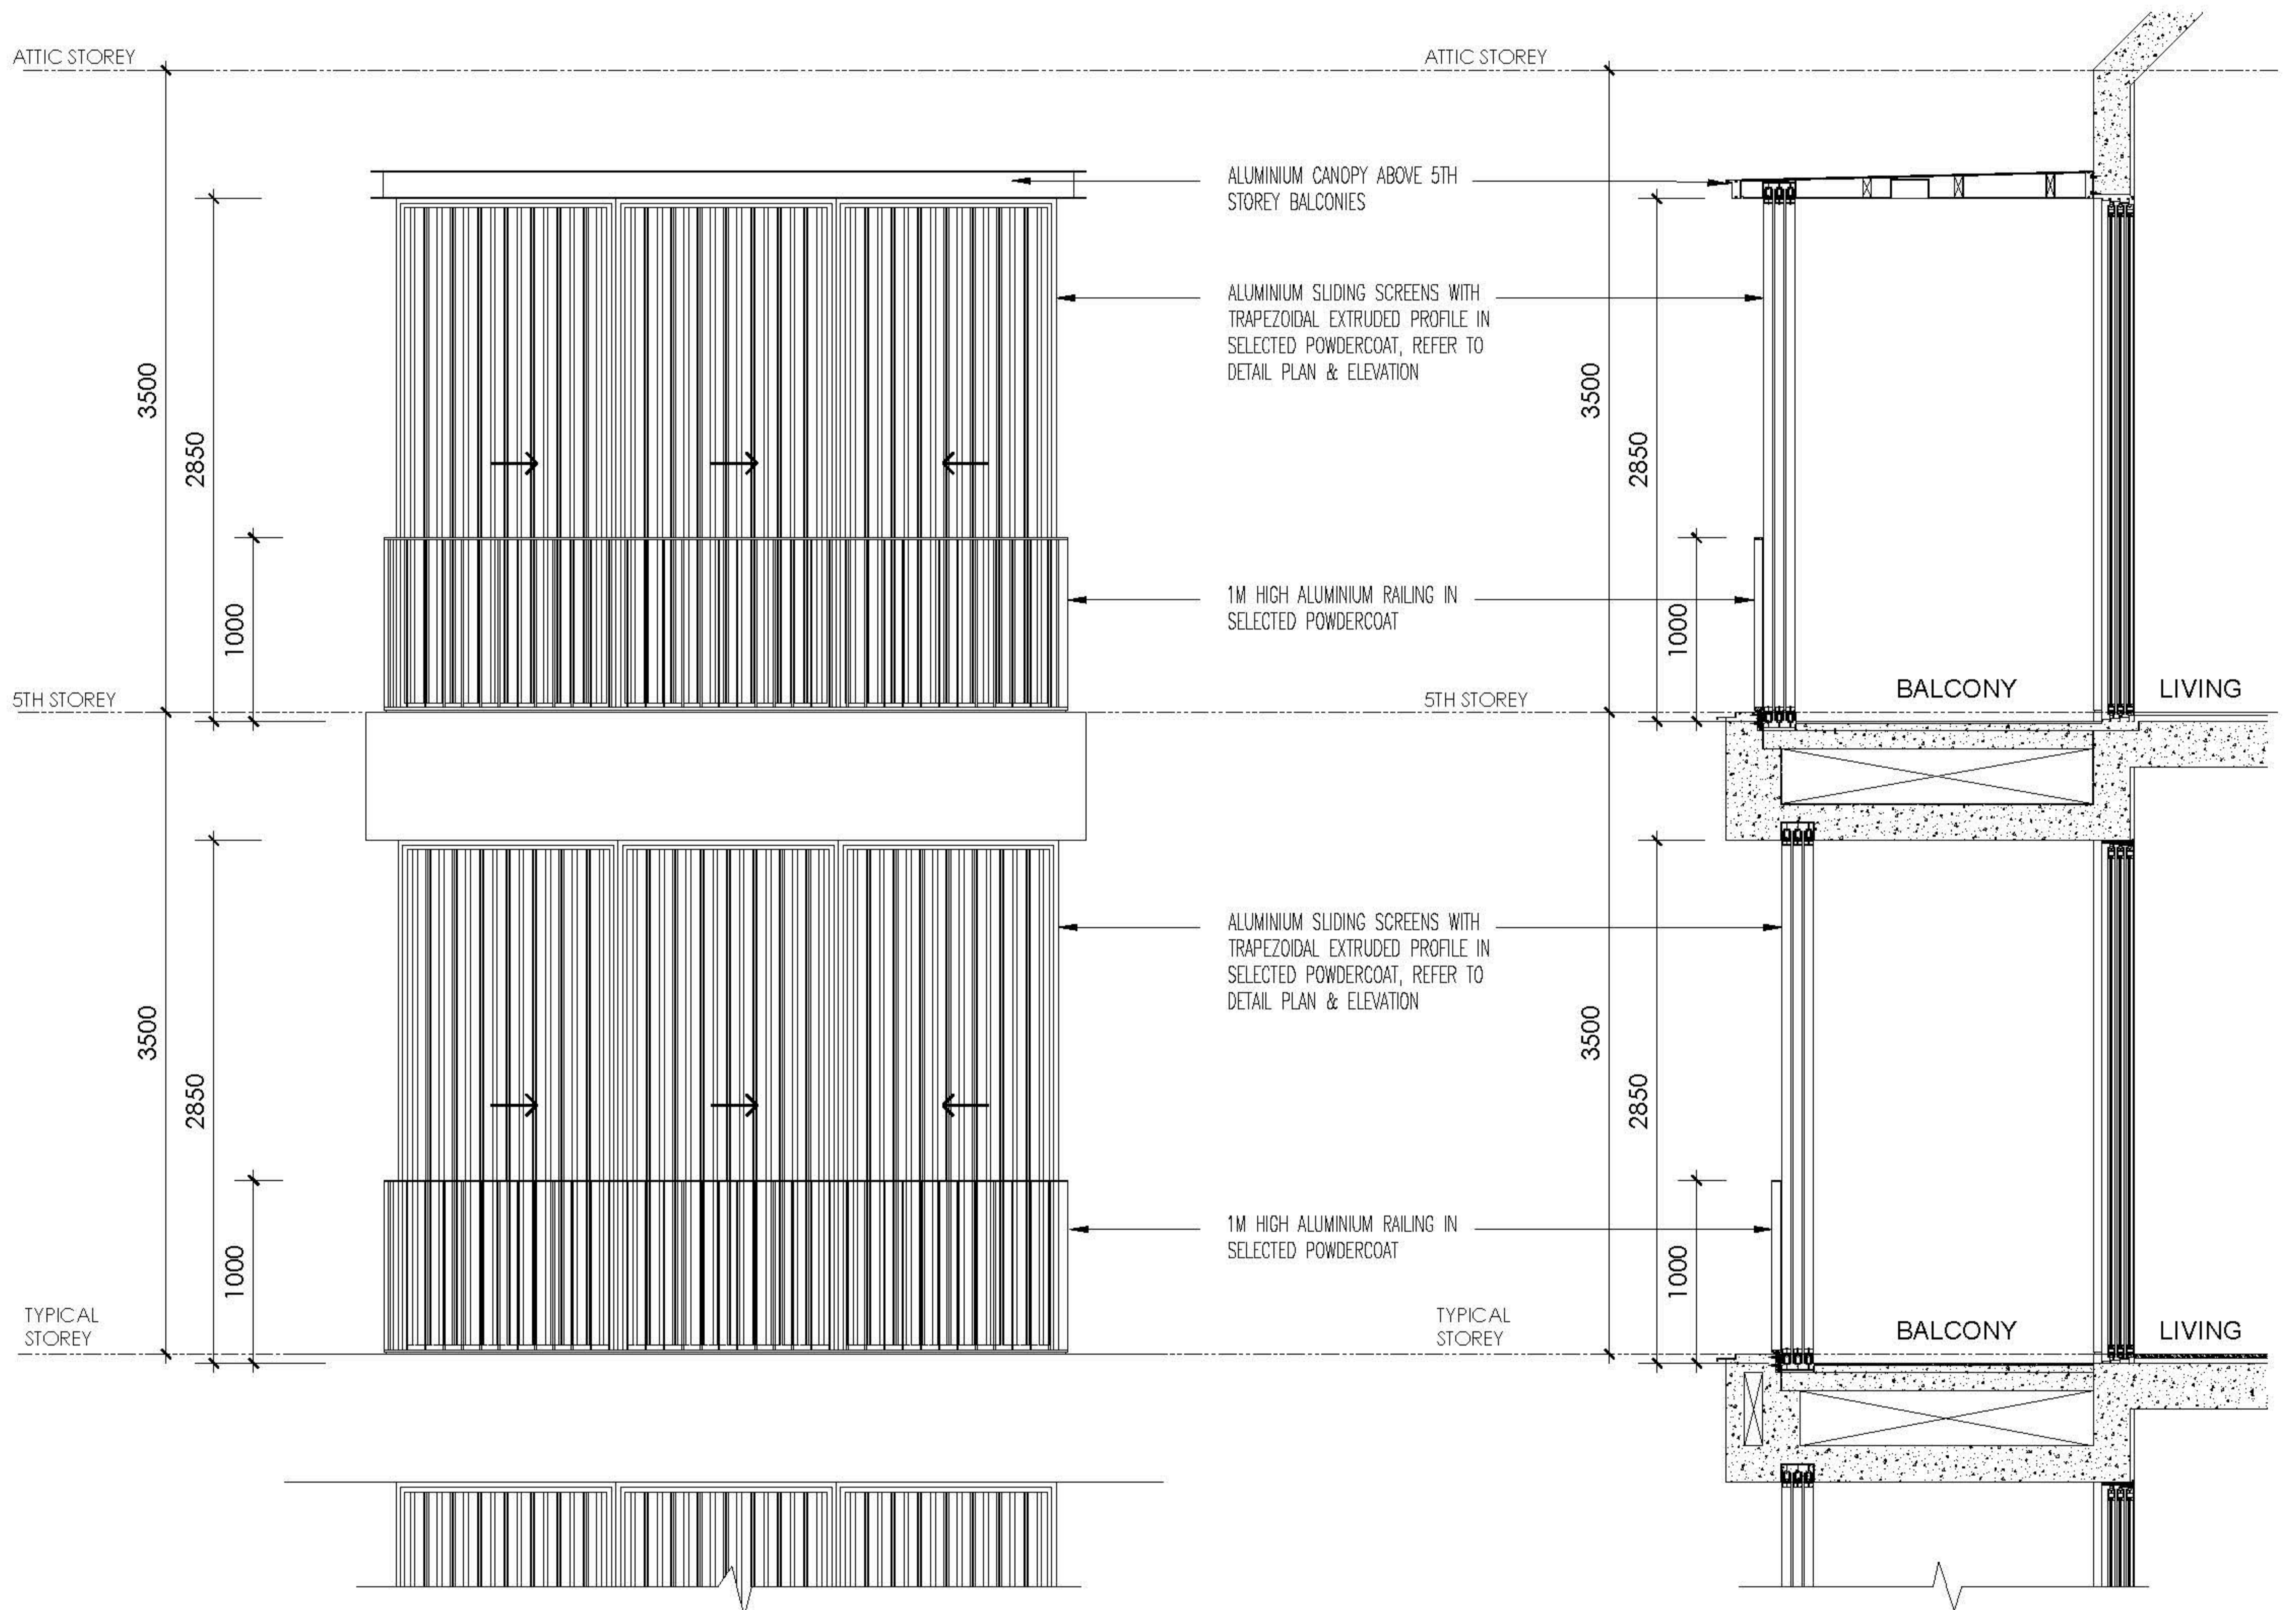 ATTIC STOREY
ATTIC STOREY
ALUMINIUM CANOPY ABOVE 5TH
STOREY BALCONIES
ALUMINIUM SLIDING SCREENS WITH
TRAPEZOIDAL EXTRUDED PROFILE IN
SELECTED POWDERCOAT, REFER TO
DETAIL PLAN & ELEVATION
3500
2850
1000
3500
2850
1000
1M HIGH ALUMINIUM RAILING IN
SELECTED POWDERCOAT
BALCONY
LIVING
5TH STOREY
5TH STOREY
ALUMINIUM SLIDING SCREENS WITH
TRAPEZOIDAL EXTRUDED PROFILE IN
SELECTED POWDERCOAT, REFER TO
DETAIL PLAN & ELEVATION
3500
2850
1000
3500
2850
1000
1M HIGH ALUMINIUM RAILING IN
SELECTED POWDERCOAT
TYPICAL
STOREY
TYPICAL
STOREY
BALCONY
LIVING